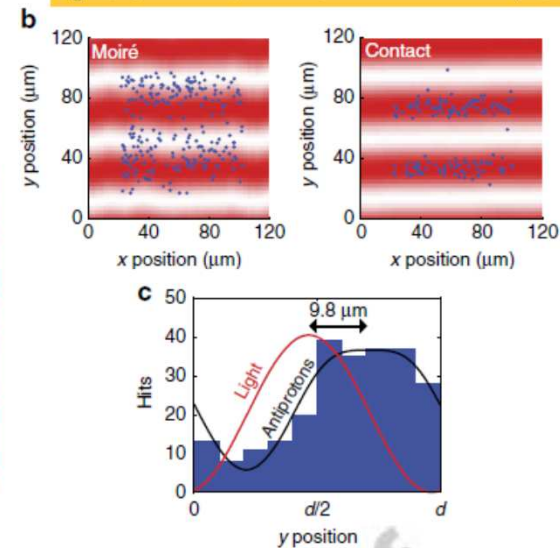 b
120
Moiré
80
40
0
y position (µm)
0 40 80 120
x position (µm)
120
Contact
80
40
0
y position (µm)
0 40 80 120
x position (µm)
c
50
40
30
20
10
0
Hits
9.8 µm
Light
Antiprotons
0 d/2 d
y position